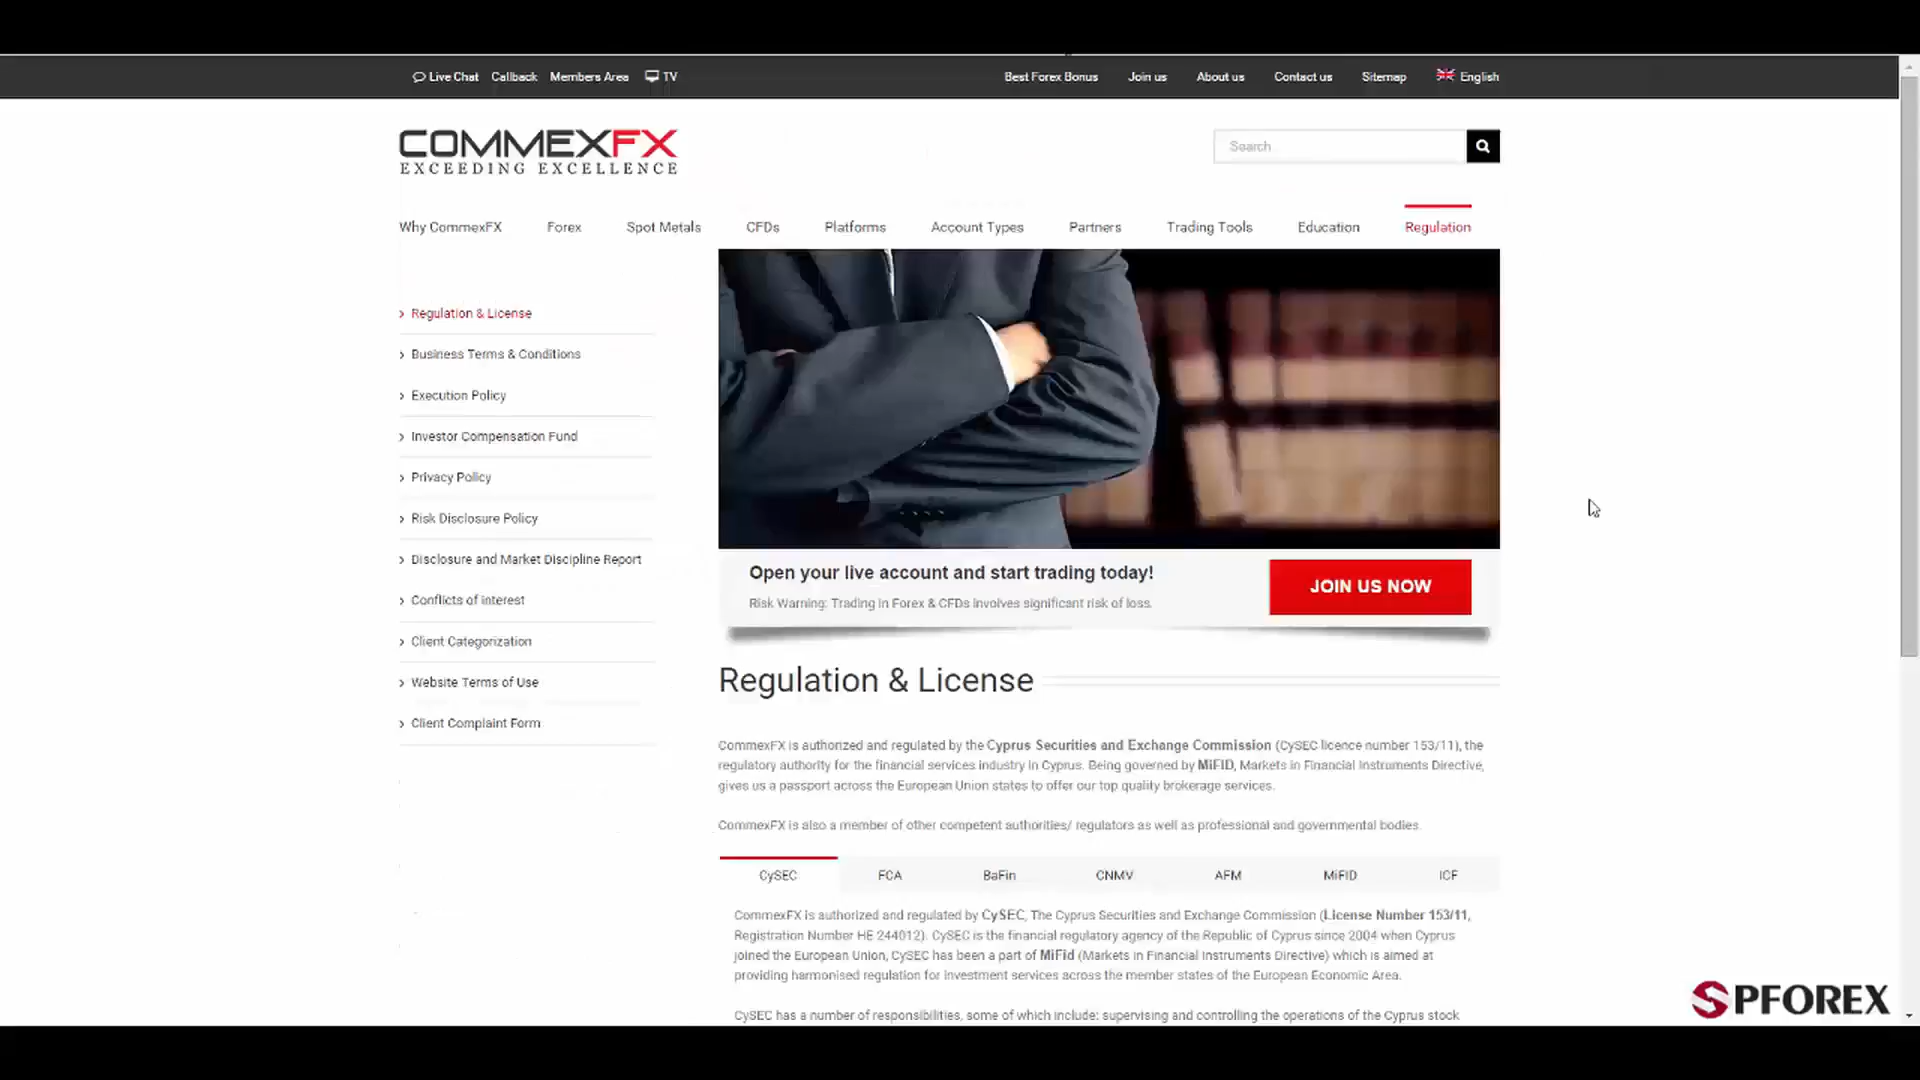 Live Chat Callback Members Area TV Best Forex Bonus Join us About us Contact us Sitemap English
COMMEXFX
EXCEEDING EXCELLENCE
Search
Why CommexFX Forex Spot Metals CFDs Platforms Account Types Partners Trading Tools Education Regulation
Regulation & License
Business Terms & Conditions
Execution Policy
Investor Compensation Fund
Privacy Policy
Risk Disclosure Policy
Disclosure and Market Discipline Report
Conflicts of Interest
Client Categorization
Website Terms of Use
Client Complaint Form
Open your live account and start trading today!
Risk Warning: Trading in Forex & CFDs involves significant risk of loss.
JOIN US NOW
Regulation & License
CommexFX is authorized and regulated by the Cyprus Securities and Exchange Commission (CySEC licence number 153/11), the
regulatory authority for the financial services industry in Cyprus. Being governed by MiFID, Markets in Financial Instruments Directive,
gives us a passport across the European Union states to offer our top quality brokerage services.
CommexFX is also a member of other competent authorities/ regulators as well as professional and governmental bodies.
CySEC FCA BaFin CNMV AFM MiFID ICF
CommexFX is authorized and regulated by CySEC, The Cyprus Securities and Exchange Commission (License Number 153/11,
Registration Number HE 244012). CySEC is the financial regulatory agency of the Republic of Cyprus since 2004 when Cyprus
joined the European Union, CySEC has been a part of MiFid (Markets in Financial Instruments Directive) which is aimed at
providing harmonised regulation for investment services across the member states of the European Economic Area.
CySEC has a number of responsibilities, some of which include: supervising and controlling the operations of the Cyprus stock
SPFOREX